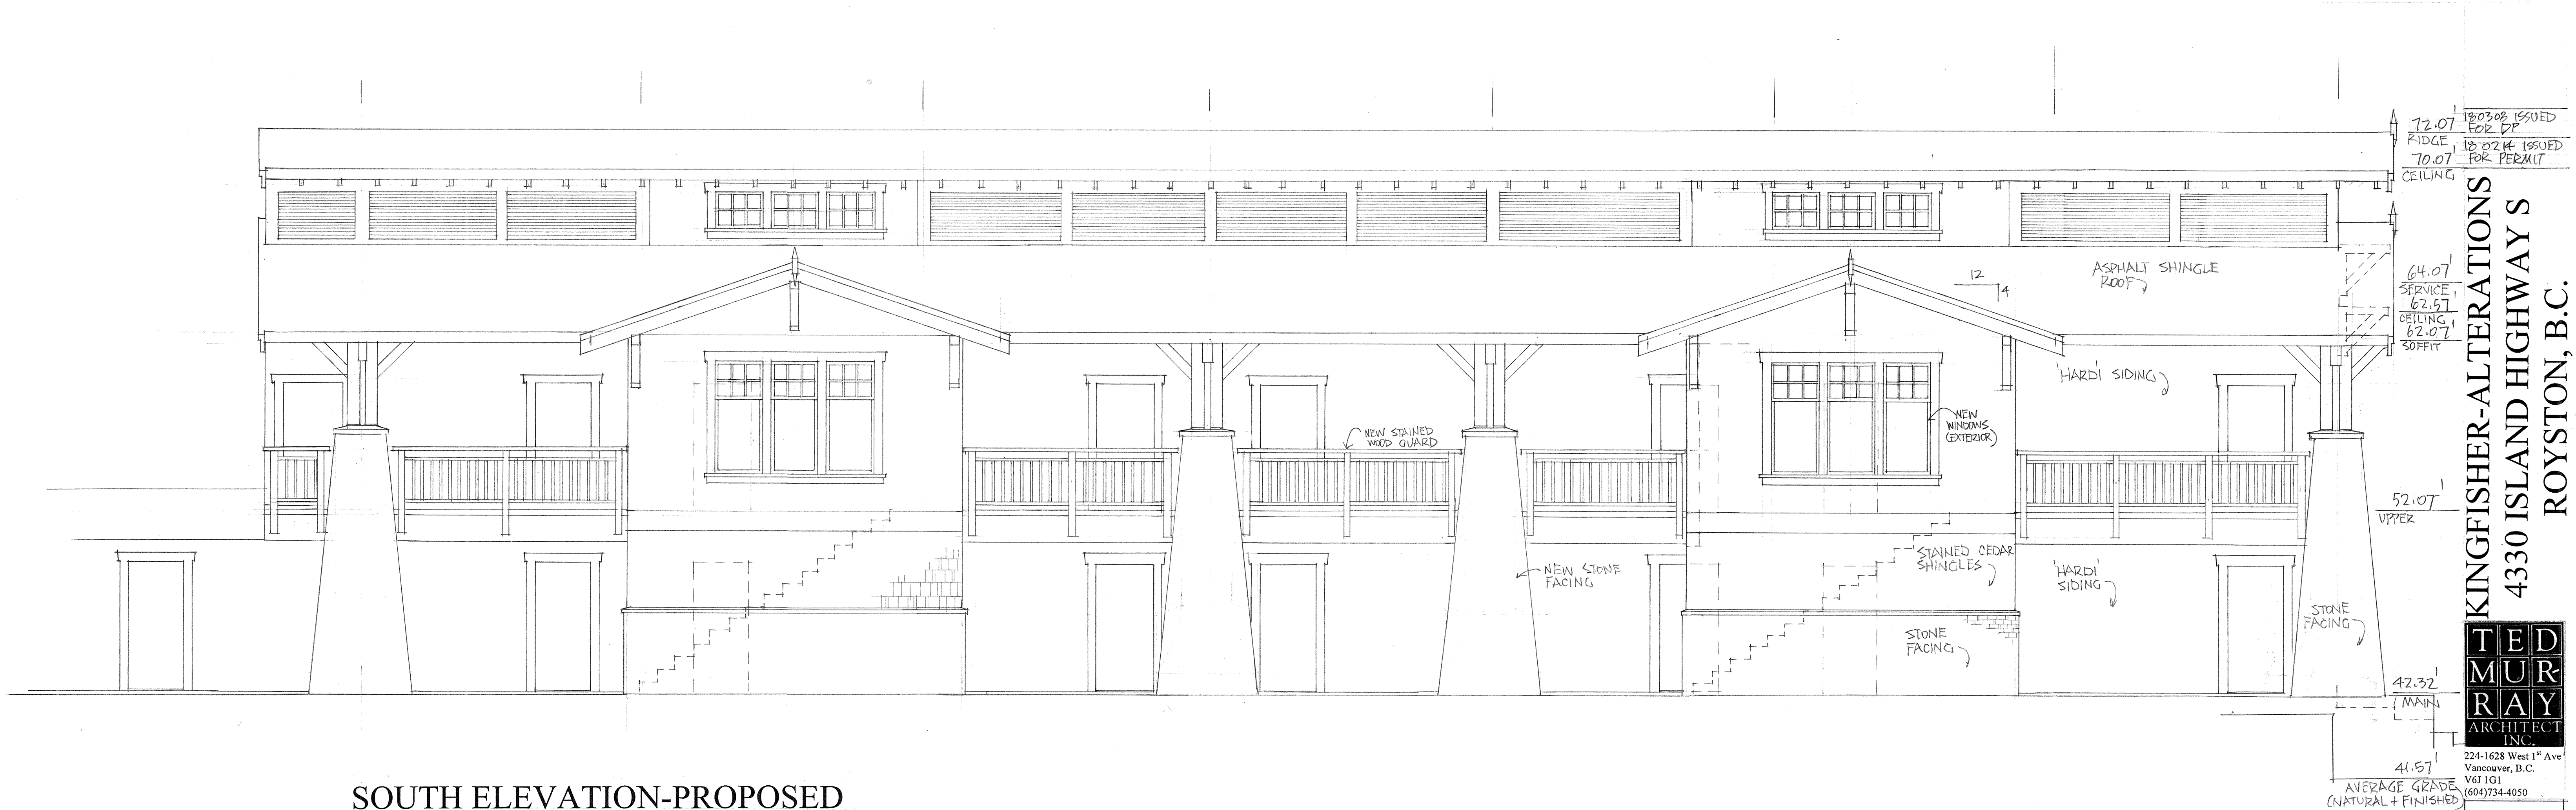 72.07'
RIDGE
70.07'
CEILING
180308 ISSUED
FOR DP
180214 ISSUED
FOR PERMIT
KINGFISHER-ALTERATIONS
4330 ISLAND HIGHWAY S
ROYSTON, B.C.
12
4
ASPHALT SHINGLE
ROOF
64.07'
SERVICE
62.57'
CEILING
62.07'
SOFFIT
'HARDI' SIDING
NEW
WINDOWS
(EXTERIOR)
NEW STAINED
WOOD GUARD
52.07'
UPPER
NEW STONE
FACING
STAINED CEDAR
SHINGLES
'HARDI'
SIDING
STONE
FACING
STONE
FACING
42.32'
MAIN
TED
MUR-
RAY
ARCHITECT
INC.
224-1628 West 1st Ave
Vancouver, B.C.
V6J 1G1
(604)734-4050
41.57'
AVERAGE GRADE
(NATURAL + FINISHED)
SOUTH ELEVATION-PROPOSED